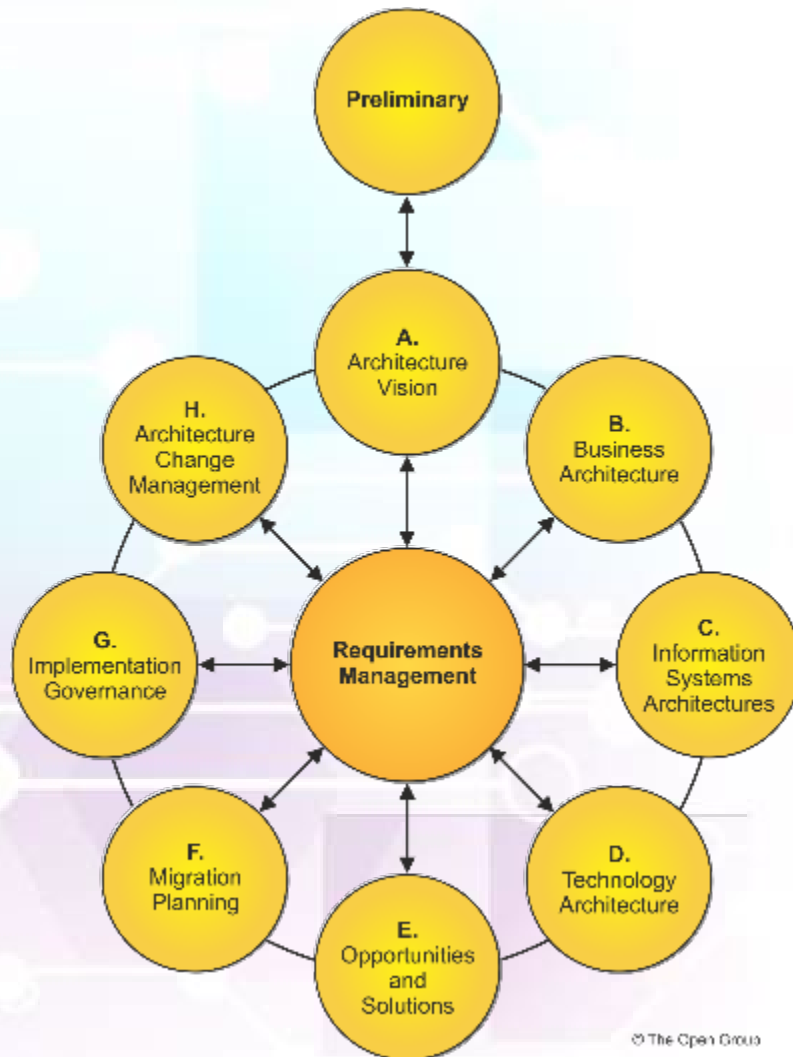 Preliminary
A.
Architecture
Vision
B.
Business
Architecture
H.
Architecture
Change
Management
C.
Information
Systems
Architectures
Requirements
Management
G.
Implementation
Governance
D.
Technology
Architecture
F.
Migration
Planning
E.
Opportunities
and
Solutions
© The Open Group